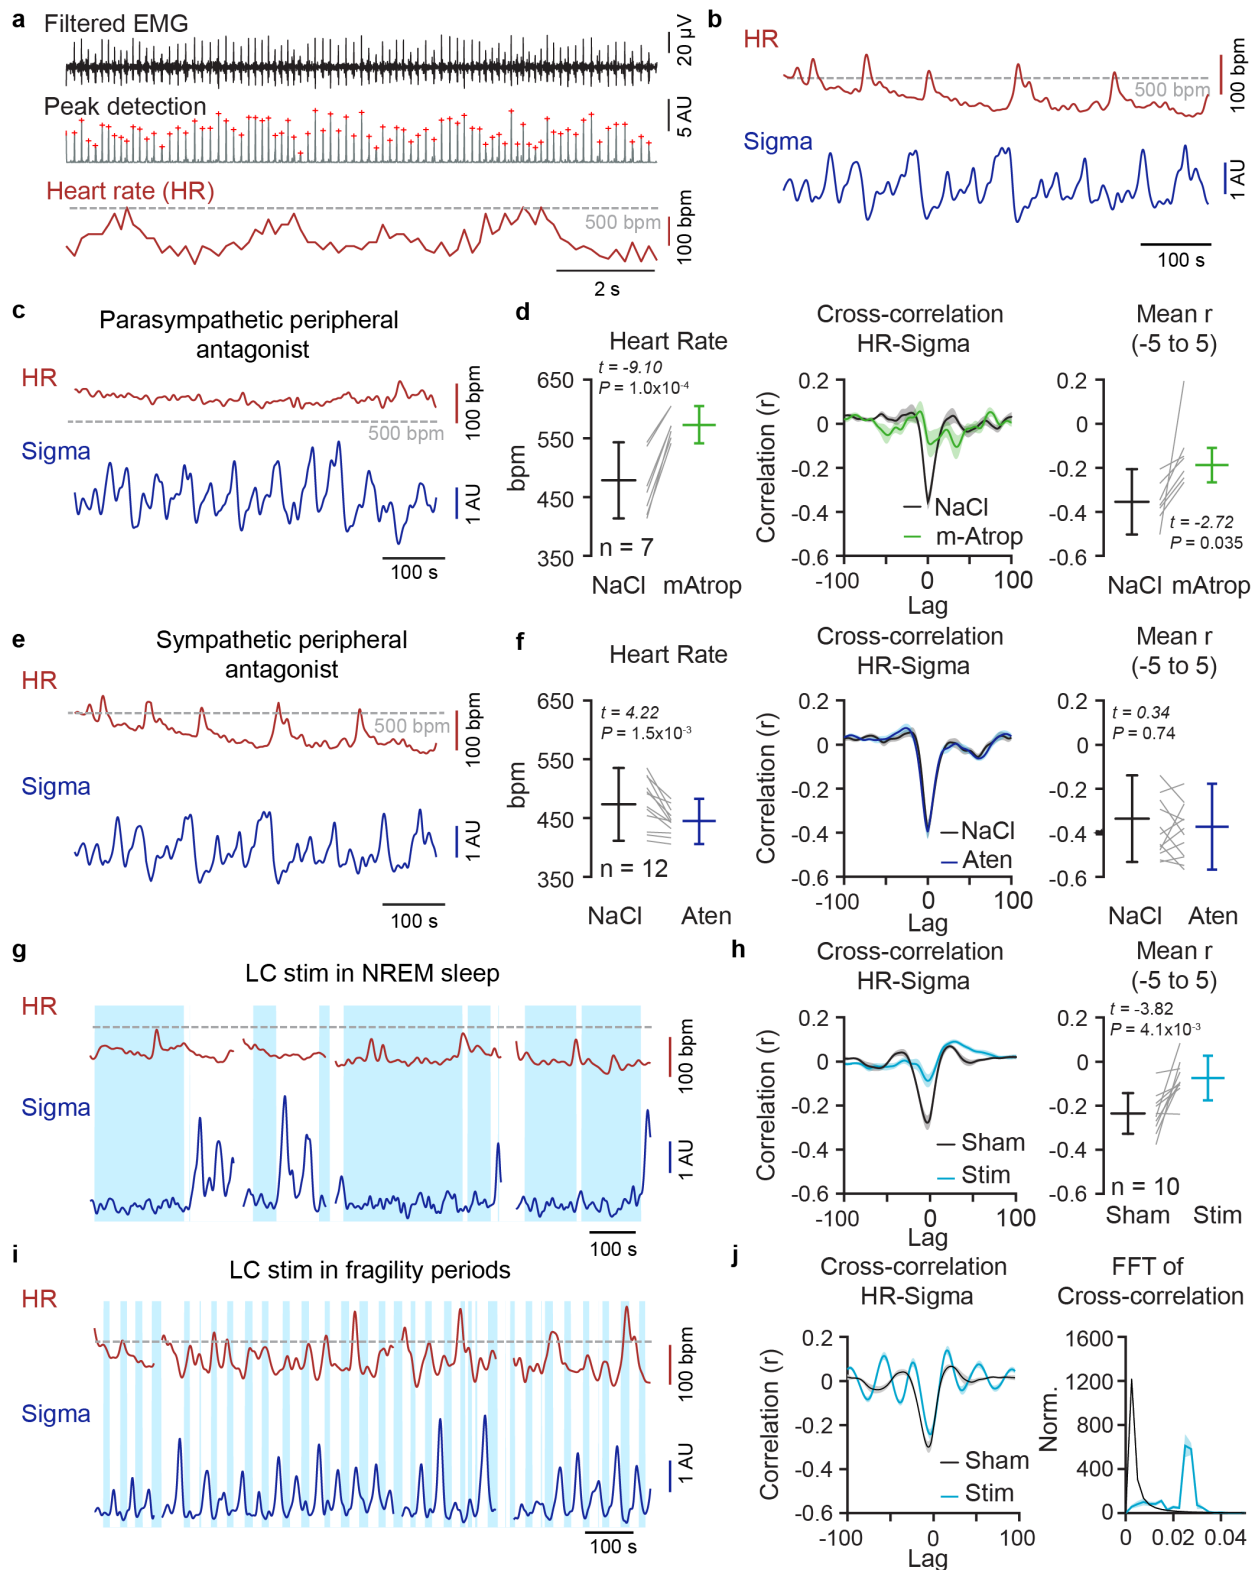 a
Filtered EMG
20 µV
Peak detection
5 AU
Heart rate (HR)
500 bpm
100 bpm
2 s
b
HR
500 bpm
100 bpm
Sigma
1 AU
100 s
c
Parasympathetic peripheral
antagonist
HR
100 bpm
500 bpm
Sigma
1 AU
100 s
d
Heart Rate
t = -9.10
P = 1.0x10⁻⁴
650
550
450
350
bpm
n = 7
NaCl mAtrop
Cross-correlation
HR-Sigma
0.2
0
-0.2
-0.4
-0.6
Correlation (r)
NaCl
m-Atrop
-100 0 100
Lag
Mean r
(-5 to 5)
0.2
0
-0.2
-0.4
-0.6
t = -2.72
P = 0.035
NaCl mAtrop
e
Sympathetic peripheral
antagonist
HR
500 bpm
100 bpm
Sigma
1 AU
100 s
f
Heart Rate
t = 4.22
P = 1.5x10⁻³
650
550
450
350
bpm
n = 12
NaCl Aten
Cross-correlation
HR-Sigma
0.2
0
-0.2
-0.4
-0.6
Correlation (r)
NaCl
Aten
-100 0 100
Lag
Mean r
(-5 to 5)
0.2
0
-0.2
-0.4
-0.6
t = 0.34
P = 0.74
NaCl Aten
g
LC stim in NREM sleep
HR
100 bpm
Sigma
1 AU
100 s
h
Cross-correlation
HR-Sigma
0.2
0
-0.2
-0.4
-0.6
Correlation (r)
Sham
Stim
-100 0 100
Lag
Mean r
(-5 to 5)
t = -3.82
P = 4.1x10⁻³
0.2
0
-0.2
-0.4
-0.6
n = 10
Sham Stim
i
LC stim in fragility periods
HR
100 bpm
Sigma
1 AU
100 s
j
Cross-correlation
HR-Sigma
0.2
0
-0.2
-0.4
-0.6
Correlation (r)
Sham
Stim
-100 0 100
Lag
FFT of
Cross-correlation
1600
1200
800
400
0
Norm.
0 0.02 0.04